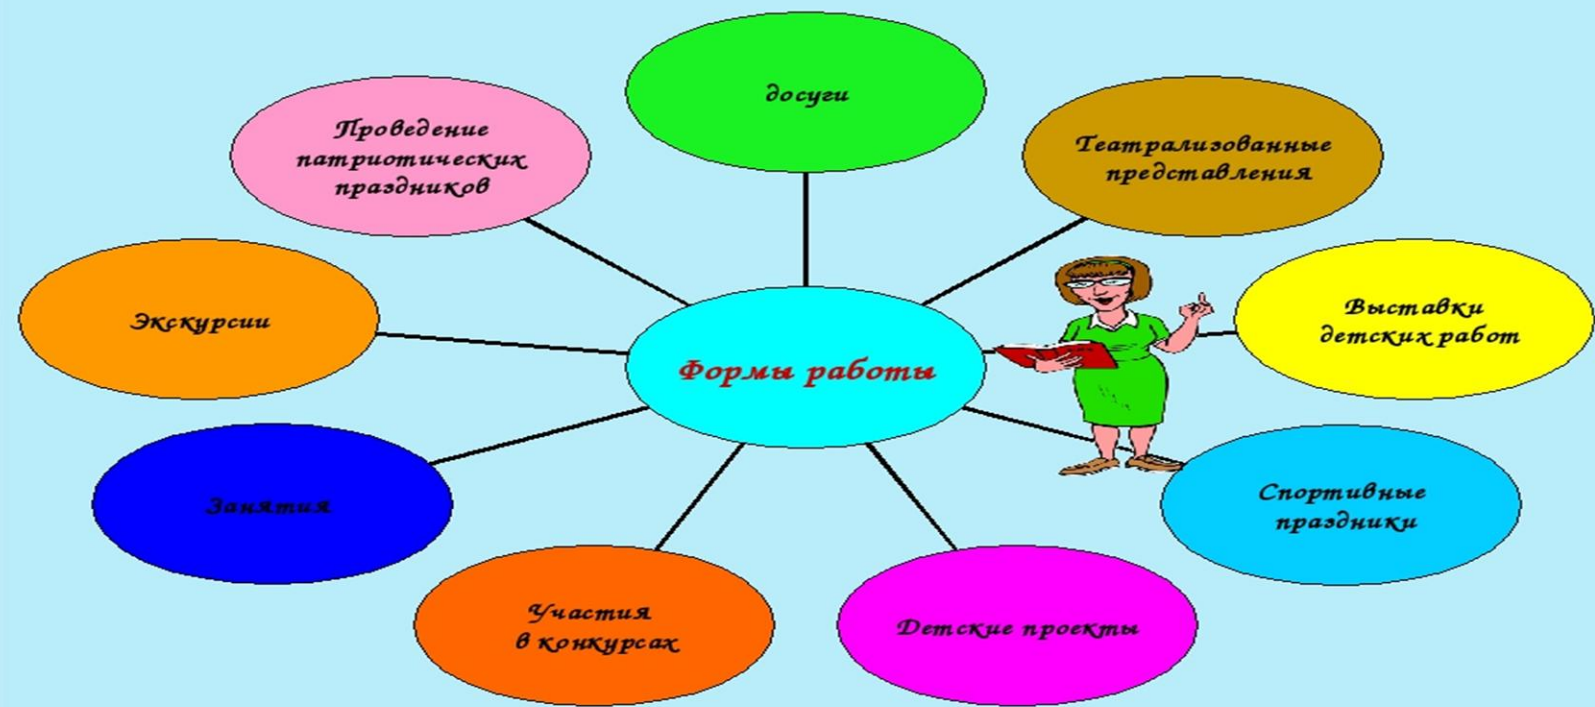 досуги
Проведение
патриотических
праздников
Театрализованные
представления
Экскурсии
Выставки
детских работ
Формы работы
Занятия
Спортивные
праздники
Участия
в конкурсах
Детские проекты